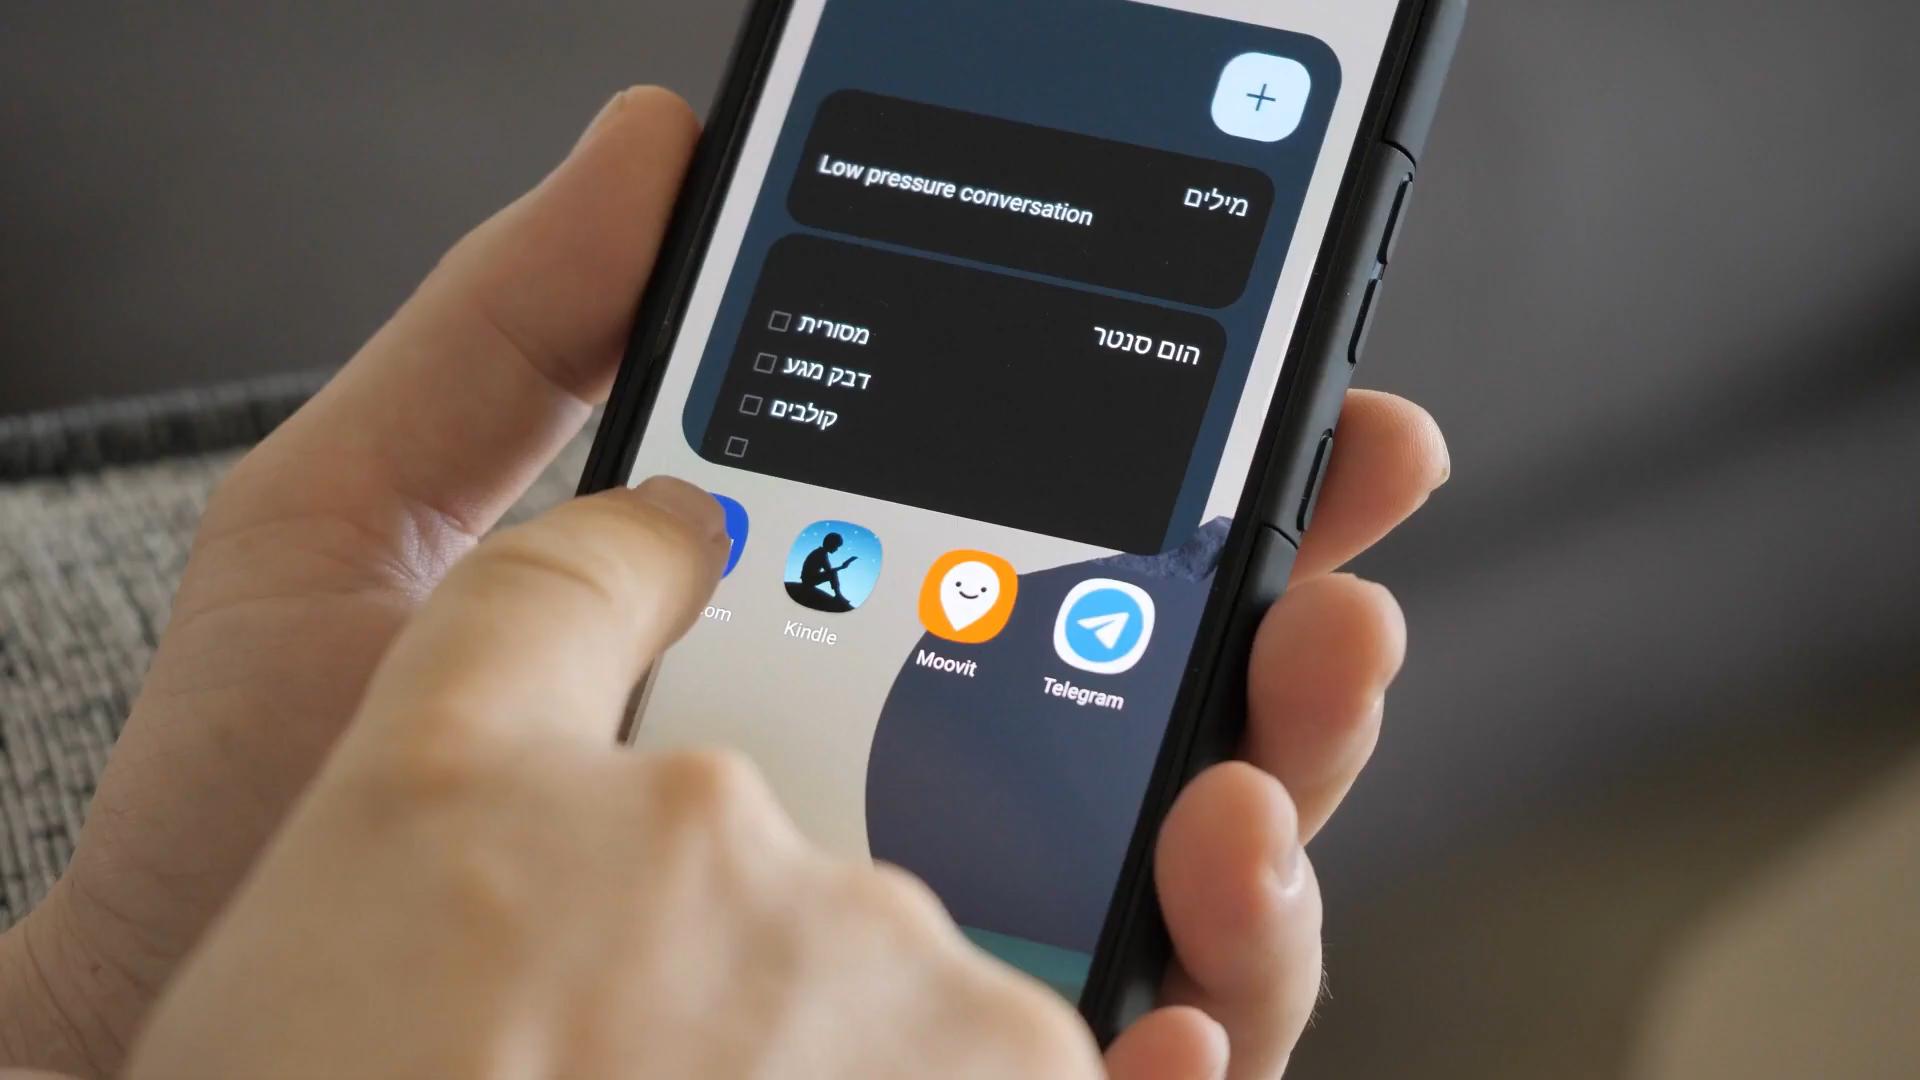 מילים
Low pressure conversation
הום סנטר
מסורית
דבק מגע
קולבים
Kindle
Moovit
Telegram